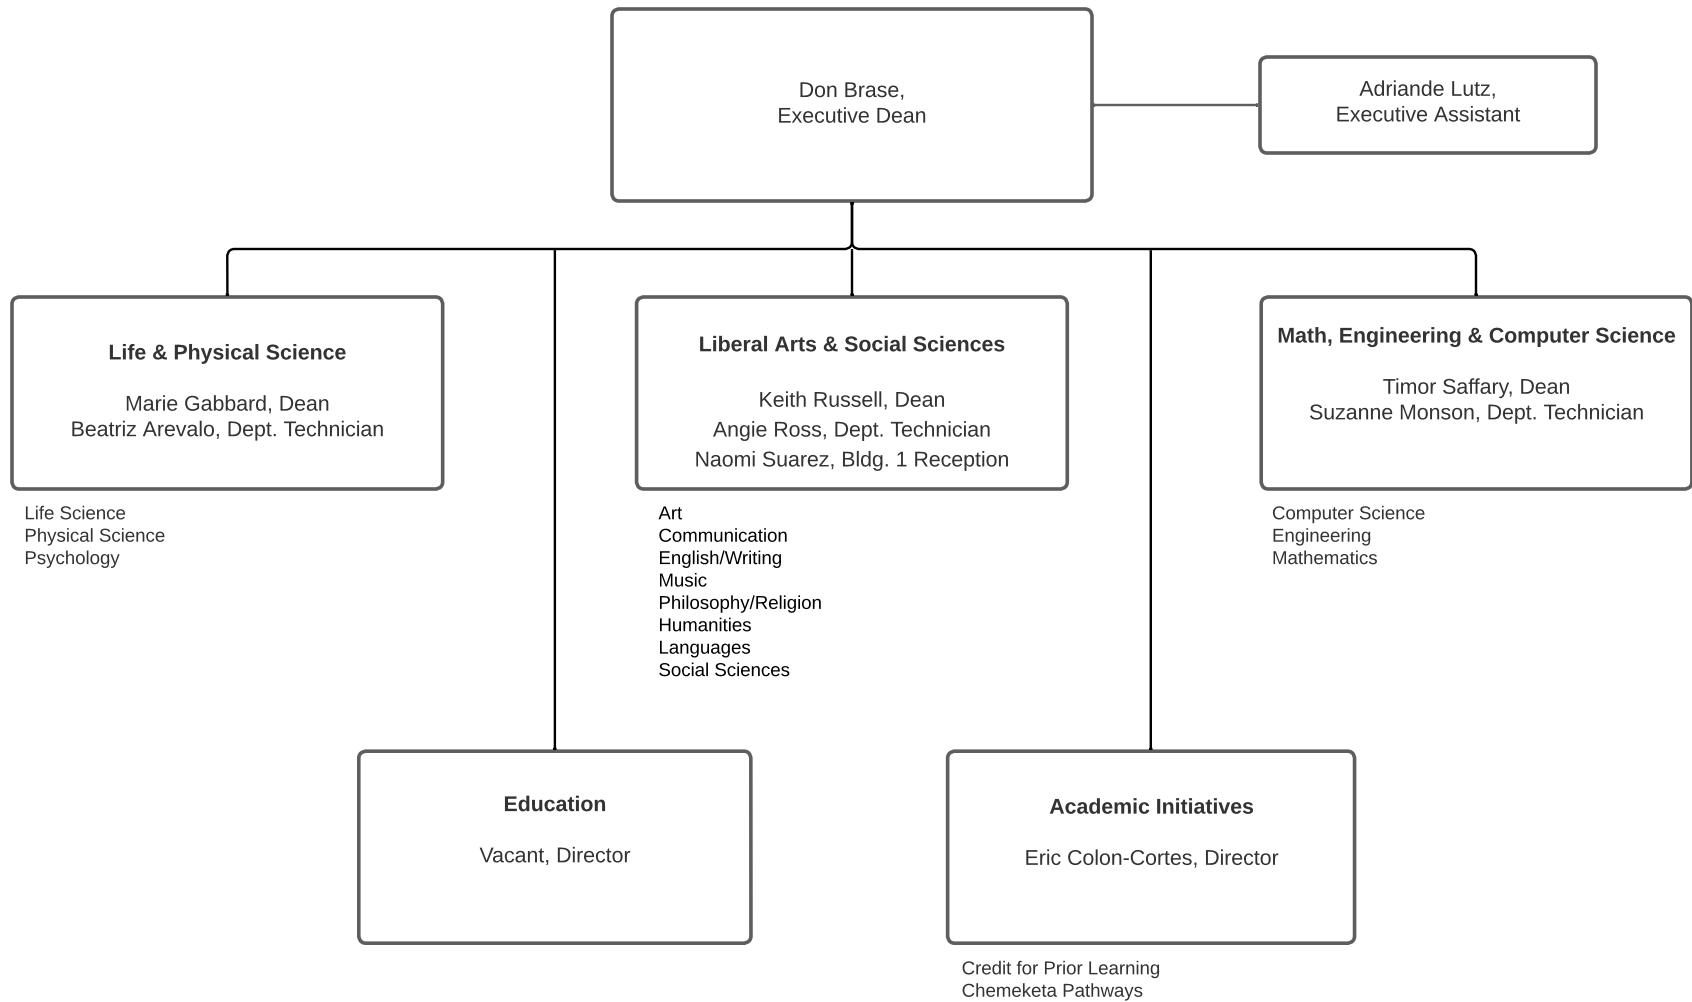 Don Brase,
Executive Dean
Adriande Lutz,
Executive Assistant
Life & Physical Science
Marie Gabbard, Dean
Beatriz Arevalo, Dept. Technician
Life Science
Physical Science
Psychology
Liberal Arts & Social Sciences
Keith Russell, Dean
Angie Ross, Dept. Technician
Naomi Suarez, Bldg. 1 Reception
Art
Communication
English/Writing
Music
Philosophy/Religion
Humanities
Languages
Social Sciences
Math, Engineering & Computer Science
Timor Saffary, Dean
Suzanne Monson, Dept. Technician
Computer Science
Engineering
Mathematics
Education
Vacant, Director
Academic Initiatives
Eric Colon-Cortes, Director
Credit for Prior Learning
Chemeketa Pathways